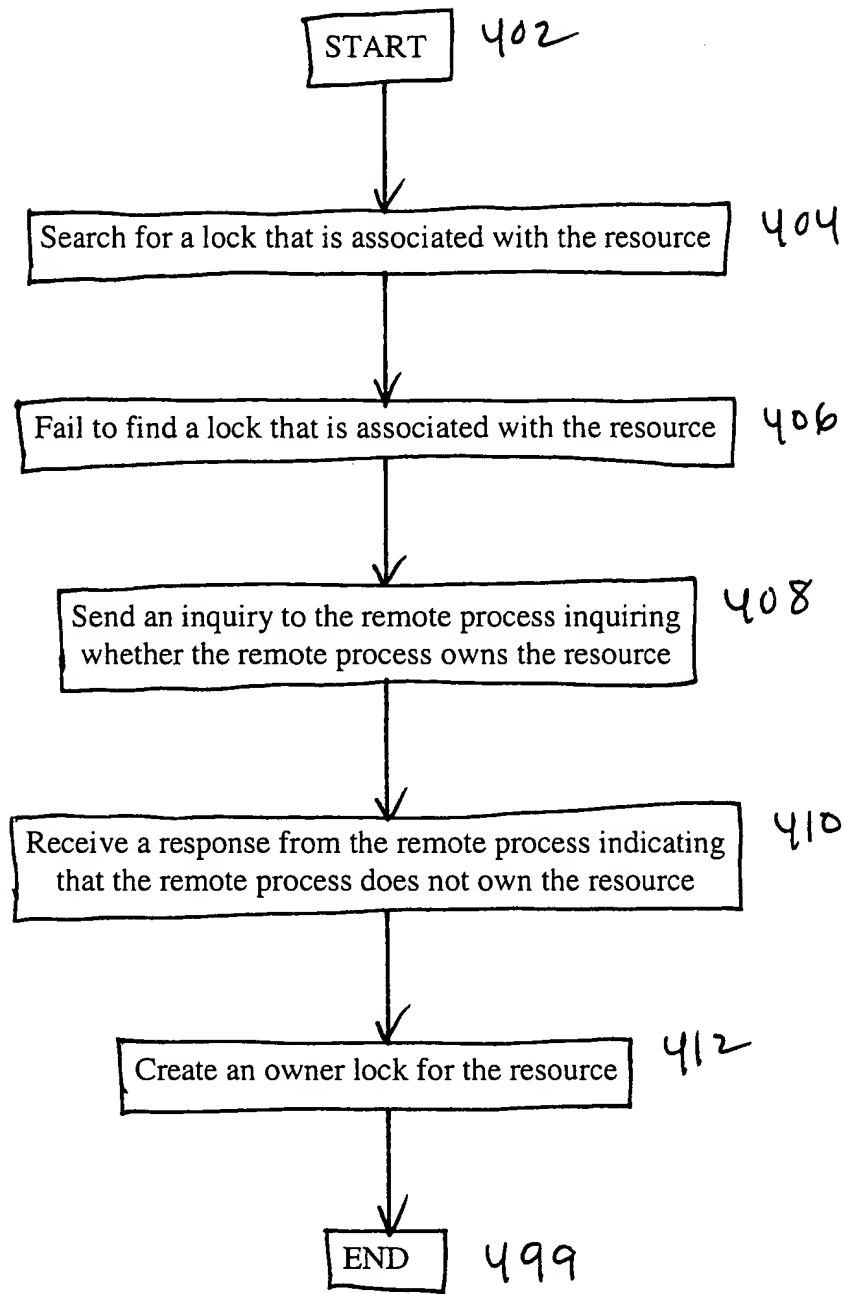 START 402
Search for a lock that is associated with the resource 404
Fail to find a lock that is associated with the resource 406
Send an inquiry to the remote process inquiring 408
whether the remote process owns the resource
Receive a response from the remote process indicating 410
that the remote process does not own the resource
Create an owner lock for the resource 412
END 499